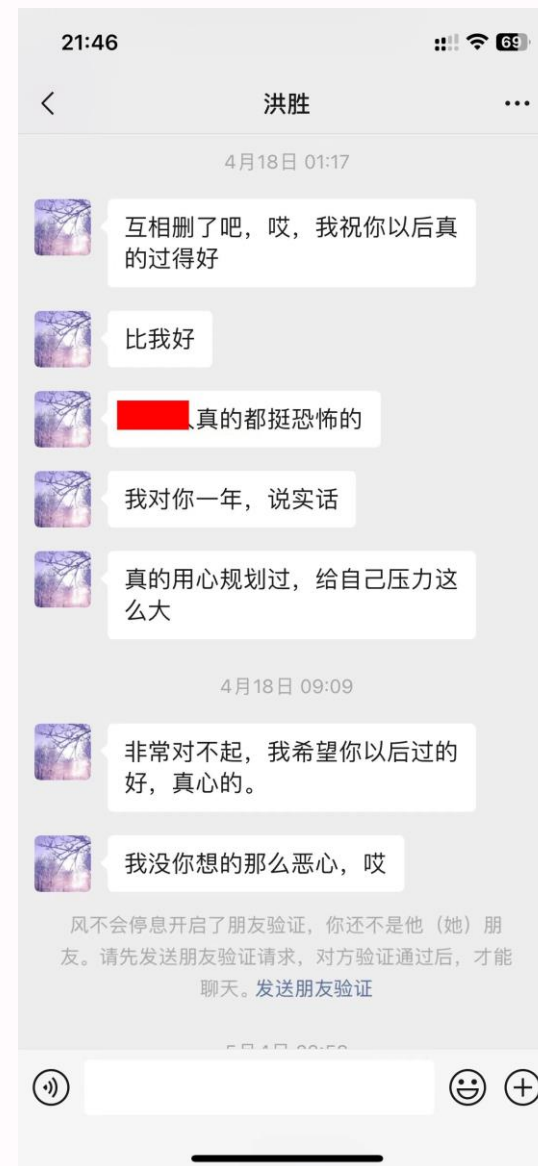 21:46
69
洪胜
4月18日 01:17
互相删了吧，哎，我祝你以后真
的过得好
比我好
真的都挺恐怖的
我对你一年，说实话
真的用心规划过，给自己压力这
么大
4月18日 09:09
非常对不起，我希望你以后过的
好，真心的。
我没你想的那么恶心，哎
风不会停息开启了朋友验证，你还不是他（她）朋
友。请先发送朋友验证请求，对方验证通过后，才能
聊天。发送朋友验证